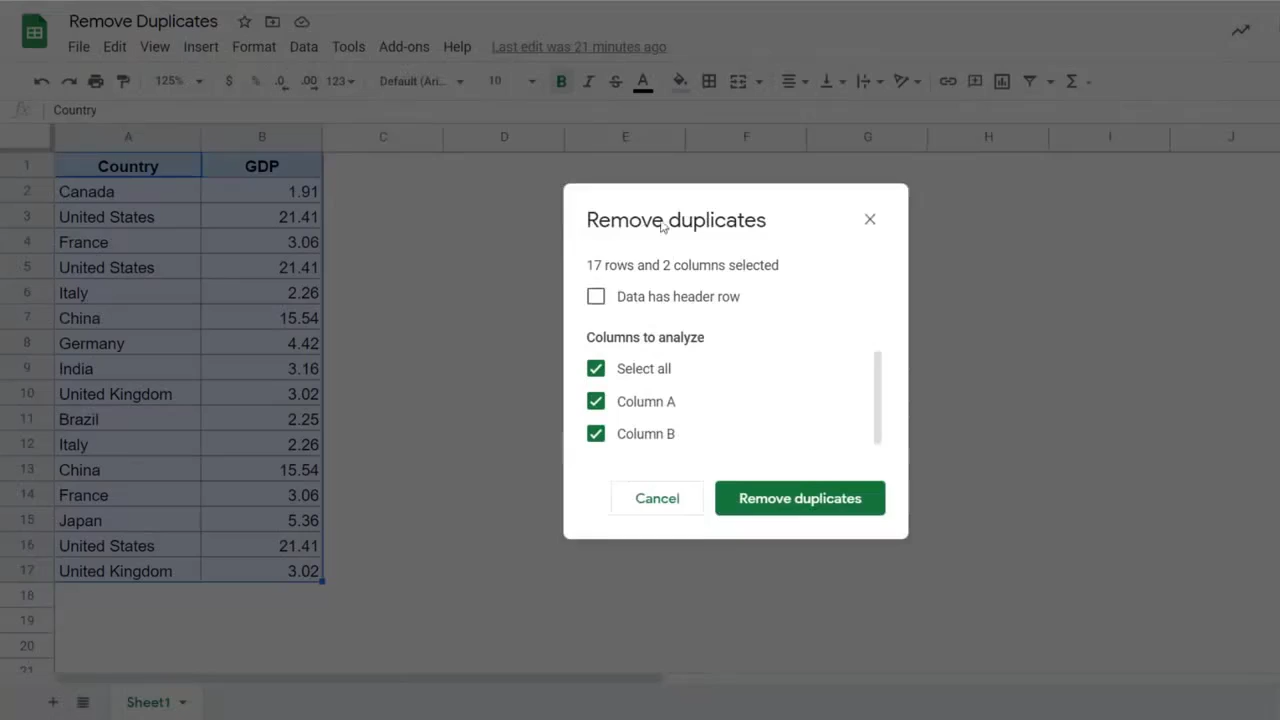 Remove Duplicates
File Edit View Insert Format Data Tools Add-ons Help Last edit was 21 minutes ago
125% $ % .0 .00 123 Default (Ari... 10 B I S A Σ
fx Country
A B C D E F G H I J
1 Country GDP
2 Canada 1.91
3 United States 21.41
4 France 3.06
5 United States 21.41
6 Italy 2.26
7 China 15.54
8 Germany 4.42
9 India 3.16
10 United Kingdom 3.02
11 Brazil 2.25
12 Italy 2.26
13 China 15.54
14 France 3.06
15 Japan 5.36
16 United States 21.41
17 United Kingdom 3.02
18
19
20
21
Remove duplicates
17 rows and 2 columns selected
Data has header row
Columns to analyze
Select all
Column A
Column B
Cancel Remove duplicates
Sheet1